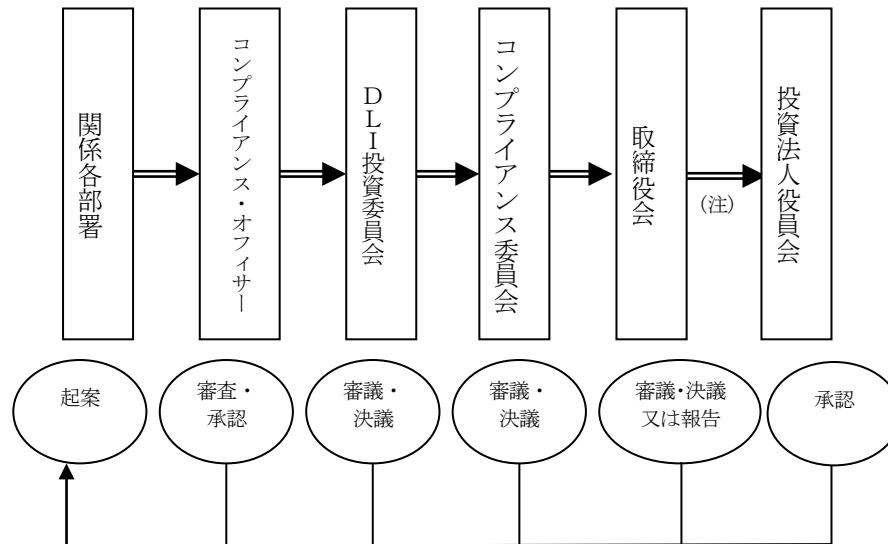 関係各部署
コンプライアンス・オフィサー
DLI投資委員会
コンプライアンス委員会
取締役会
(注)
投資法人役員会
起案
審査・
承認
審議・
決議
審議・
決議
審議・決議
又は報告
承認